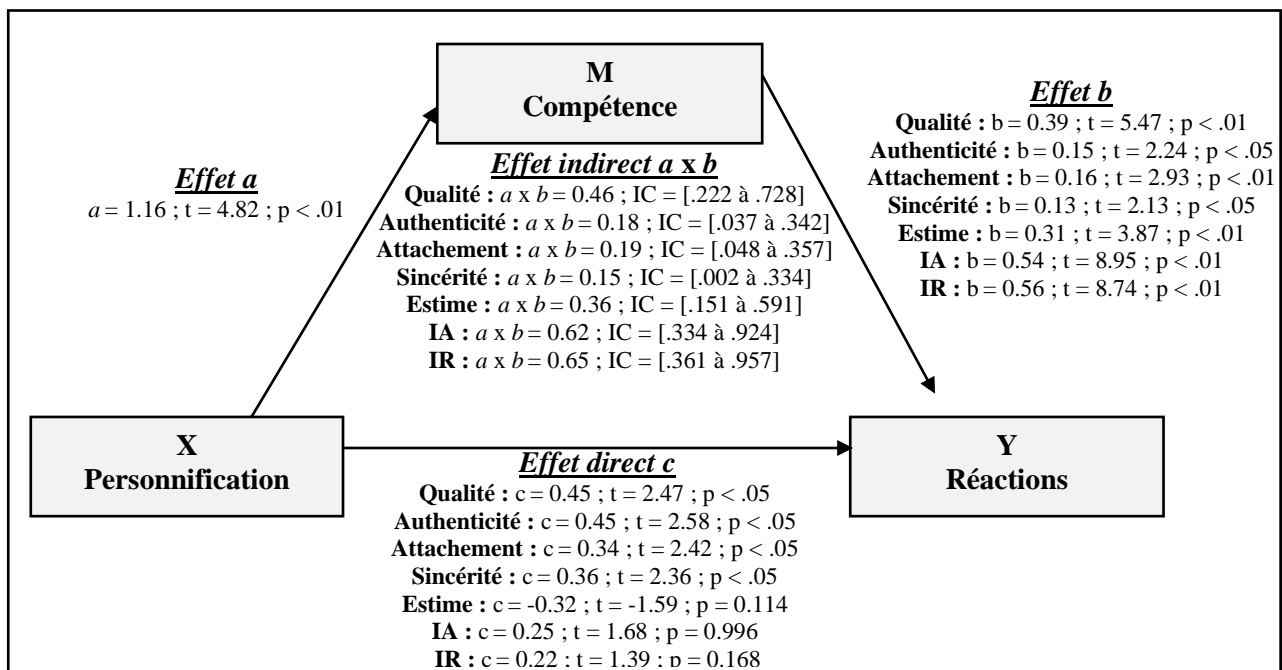 M
Compétence
Effet a
a = 1.16 ; t = 4.82 ; p < .01
Effet indirect a x b
Qualité : a x b = 0.46 ; IC = [.222 à .728]
Authenticité : a x b = 0.18 ; IC = [.037 à .342]
Attachement : a x b = 0.19 ; IC = [.048 à .357]
Sincérité : a x b = 0.15 ; IC = [.002 à .334]
Estime : a x b = 0.36 ; IC = [.151 à .591]
IA : a x b = 0.62 ; IC = [.334 à .924]
IR : a x b = 0.65 ; IC = [.361 à .957]
Effet b
Qualité : b = 0.39 ; t = 5.47 ; p < .01
Authenticité : b = 0.15 ; t = 2.24 ; p < .05
Attachement : b = 0.16 ; t = 2.93 ; p < .01
Sincérité : b = 0.13 ; t = 2.13 ; p < .05
Estime : b = 0.31 ; t = 3.87 ; p < .01
IA : b = 0.54 ; t = 8.95 ; p < .01
IR : b = 0.56 ; t = 8.74 ; p < .01
X
Personnification
Y
Réactions
Effet direct c
Qualité : c = 0.45 ; t = 2.47 ; p < .05
Authenticité : c = 0.45 ; t = 2.58 ; p < .05
Attachement : c = 0.34 ; t = 2.42 ; p < .05
Sincérité : c = 0.36 ; t = 2.36 ; p < .05
Estime : c = -0.32 ; t = -1.59 ; p = 0.114
IA : c = 0.25 ; t = 1.68 ; p = 0.996
IR : c = 0.22 ; t = 1.39 ; p = 0.168